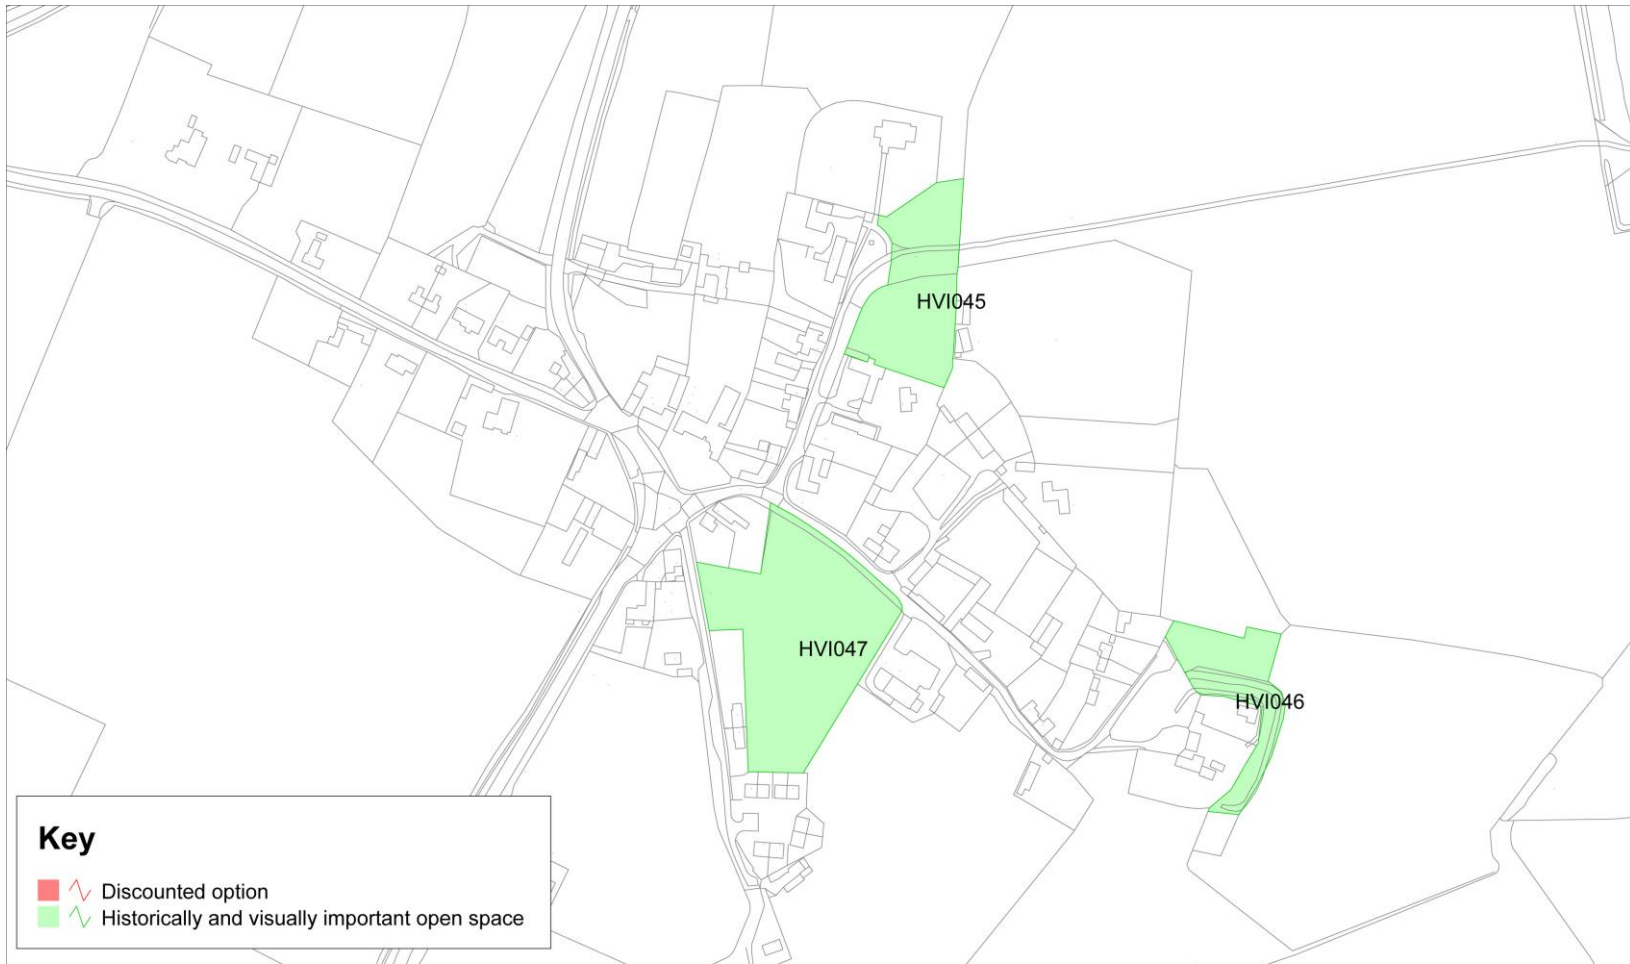 HVI045
HVI047
HVI046
Key
Discounted option
Historically and visually important open space